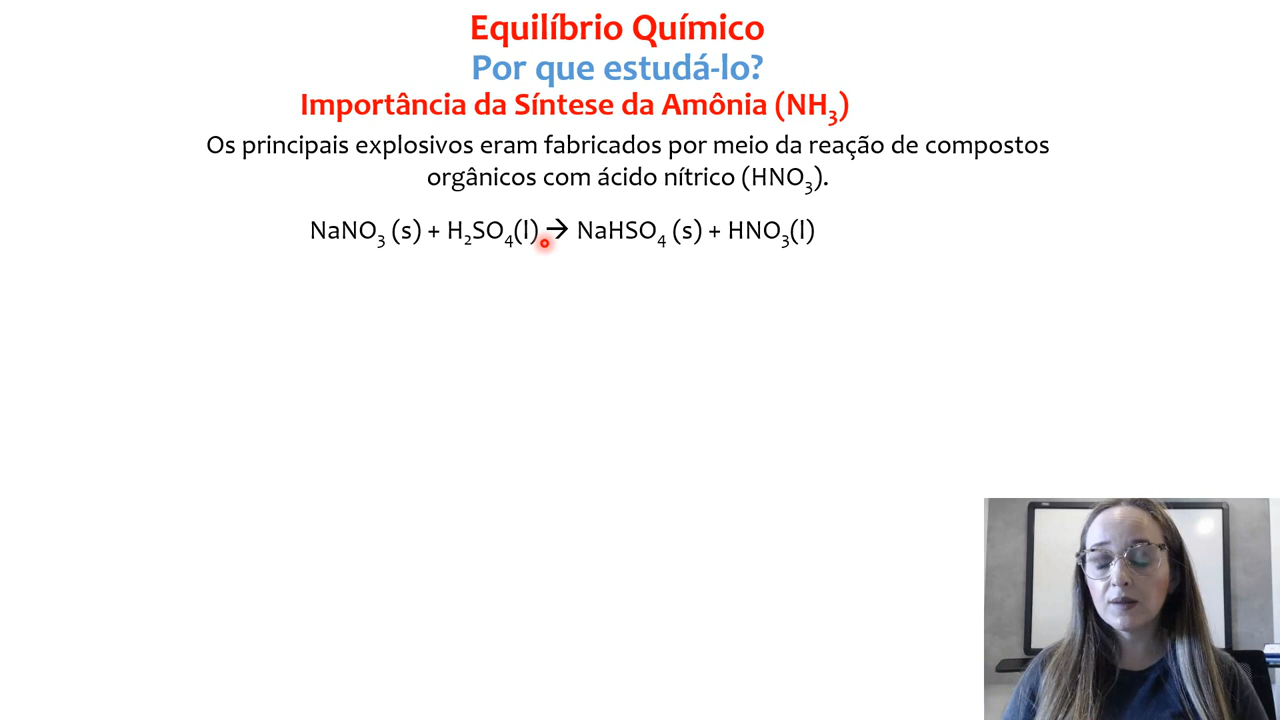 Equilíbrio Químico
Por que estudá-lo?
Importância da Síntese da Amônia (NH₃)
Os principais explosivos eram fabricados por meio da reação de compostos
orgânicos com ácido nítrico (HNO₃).
NaNO₃ (s) + H₂SO₄(l) → NaHSO₄ (s) + HNO₃(l)